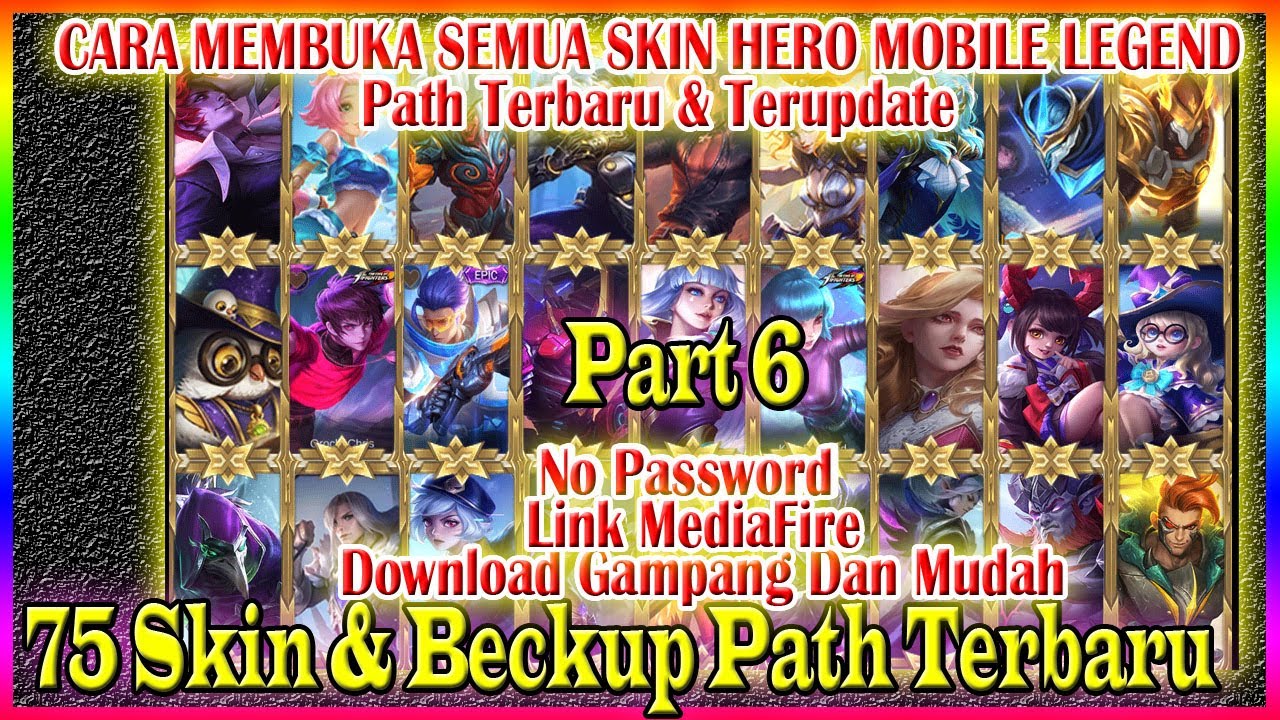 CARA MEMBUKA SEMUA SKIN HERO MOBILE LEGEND
Path Terbaru & Terupdate
EPIC
Part 6
No Password
Link MediaFire
Download Gampang Dan Mudah
75 Skin & Beckup Path Terbaru